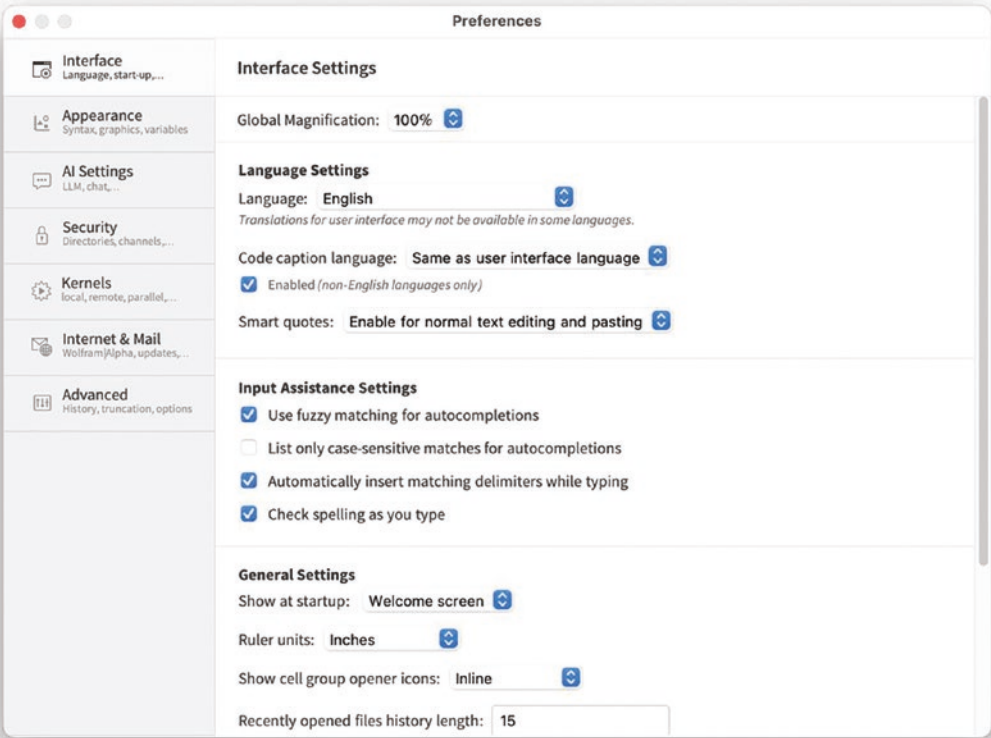 Preferences
Interface
Language, start-up,...
Appearance
Syntax, graphics, variables
AI Settings
LLM, chat,...
Security
Directories, channels,...
Kernels
local, remote, parallel,...
Internet & Mail
Wolfram|Alpha, updates,...
Advanced
History, truncation, options
Interface Settings
Global Magnification: 100%
Language Settings
Language: English
Translations for user interface may not be available in some languages.
Code caption language: Same as user interface language
Enabled (non-English languages only)
Smart quotes: Enable for normal text editing and pasting
Input Assistance Settings
Use fuzzy matching for autocompletions
List only case-sensitive matches for autocompletions
Automatically insert matching delimiters while typing
Check spelling as you type
General Settings
Show at startup: Welcome screen
Ruler units: Inches
Show cell group opener icons: Inline
Recently opened files history length: 15